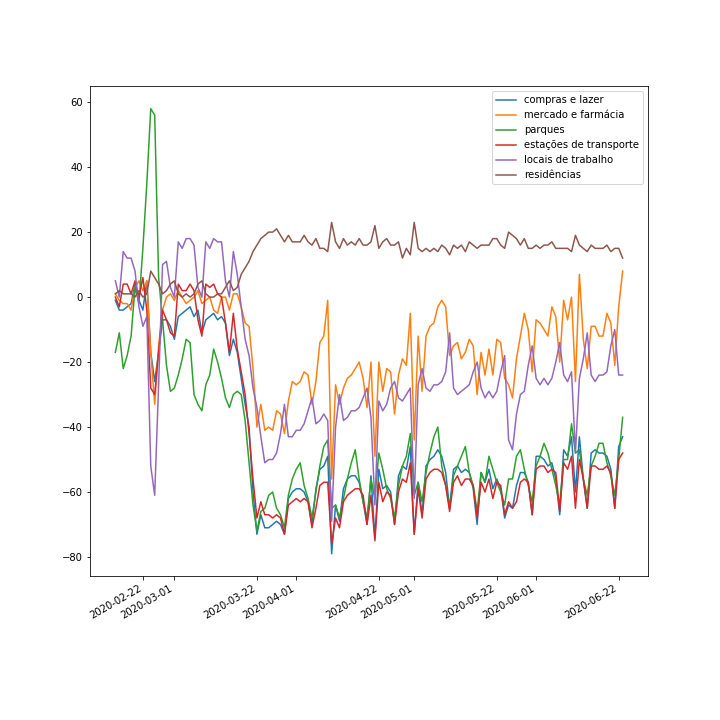 60
40
20
0
−20
−40
−60
−80
compras e lazer
mercado e farmácia
parques
estações de transporte
locais de trabalho
residências
2020-02-22
2020-03-01
2020-03-22
2020-04-01
2020-04-22
2020-05-01
2020-05-22
2020-06-01
2020-06-22